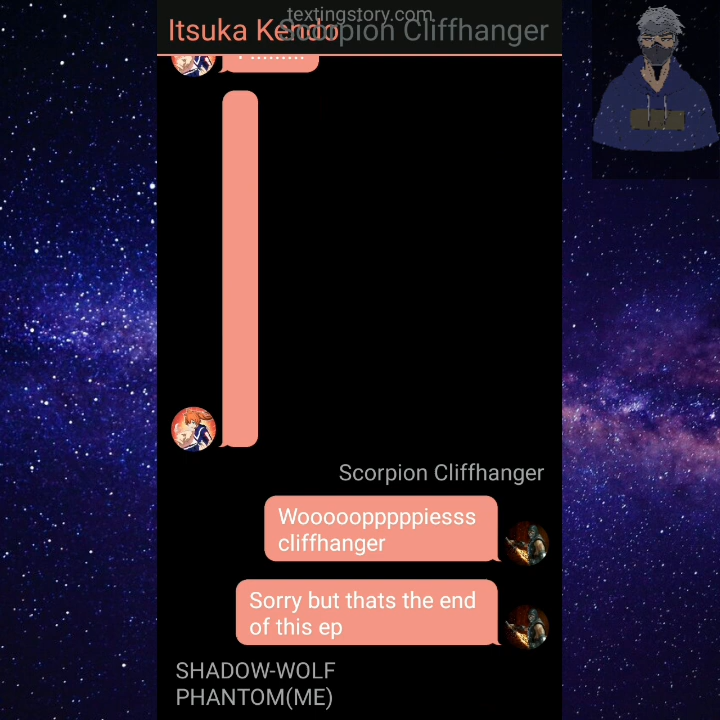 textingstory.com
Itsuka Kendo
Scorpion Cliffhanger
Scorpion Cliffhanger
Wooooopppppiesss
cliffhanger
Sorry but thats the end
of this ep
SHADOW-WOLF
PHANTOM(ME)